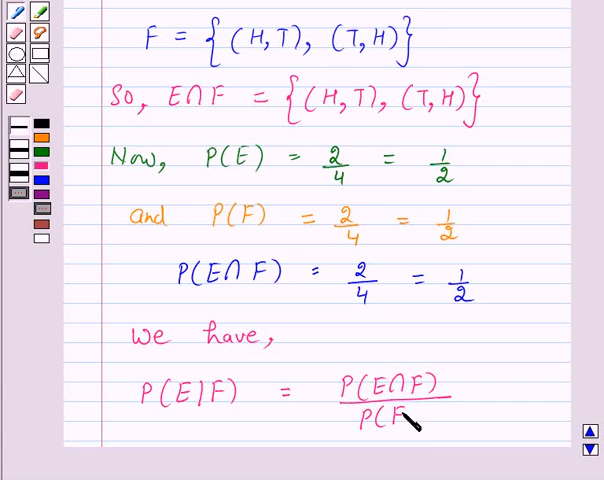 F = {(H,T), (T,H)}
So, E∩F = {(H,T), (T,H)}
Now, P(E) = 2/4 = 1/2
and P(F) = 2/4 = 1/2
P(E∩F) = 2/4 = 1/2
We have,
P(E|F) = P(E∩F)/P(F